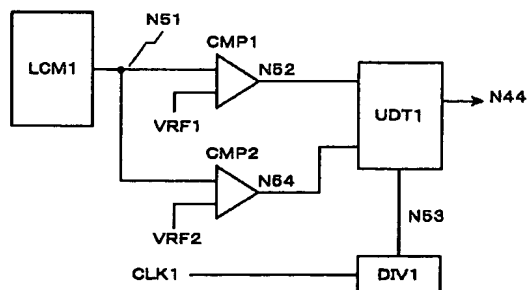 N51
LCM1
CMP1
N52
VRF1
UDT1
N44
CMP2
N54
VRF2
N53
CLK1
DIV1